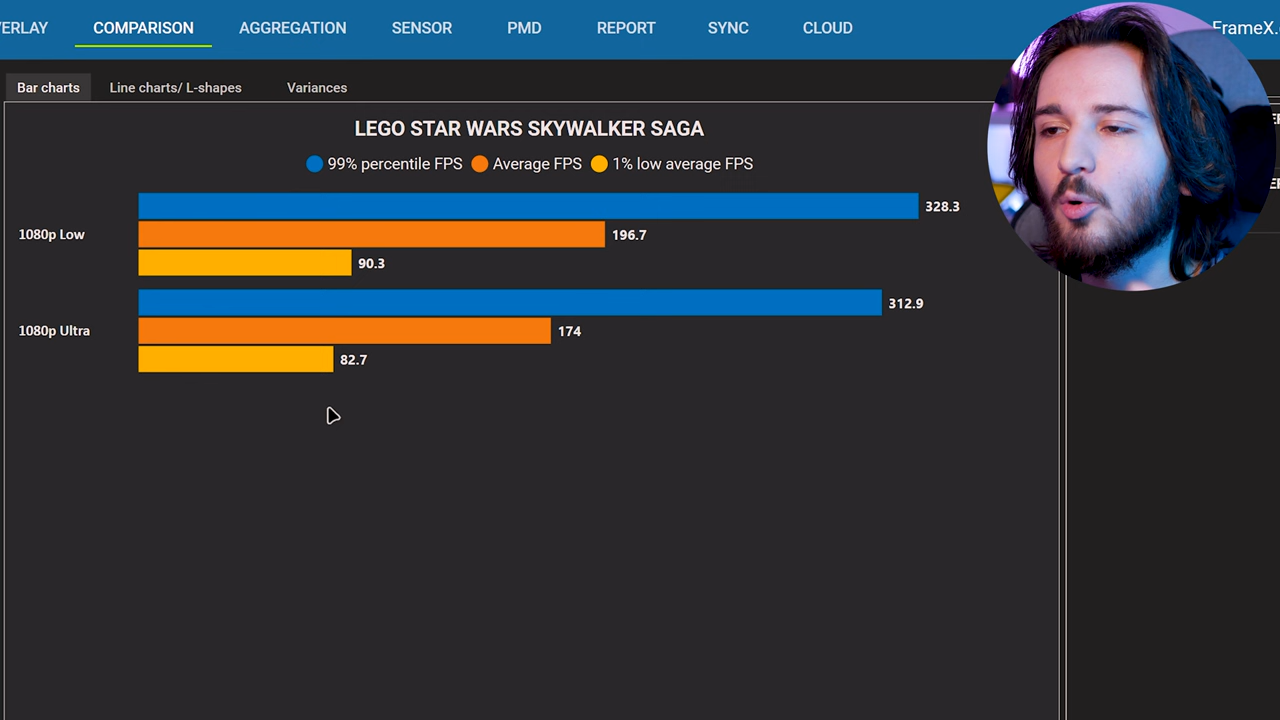 COMPARISON AGGREGATION SENSOR PMD REPORT SYNC CLOUD
Bar charts Line charts/ L-shapes Variances
LEGO STAR WARS SKYWALKER SAGA
99% percentile FPS Average FPS 1% low average FPS
328.3
1080p Low 196.7
90.3
312.9
1080p Ultra 174
82.7